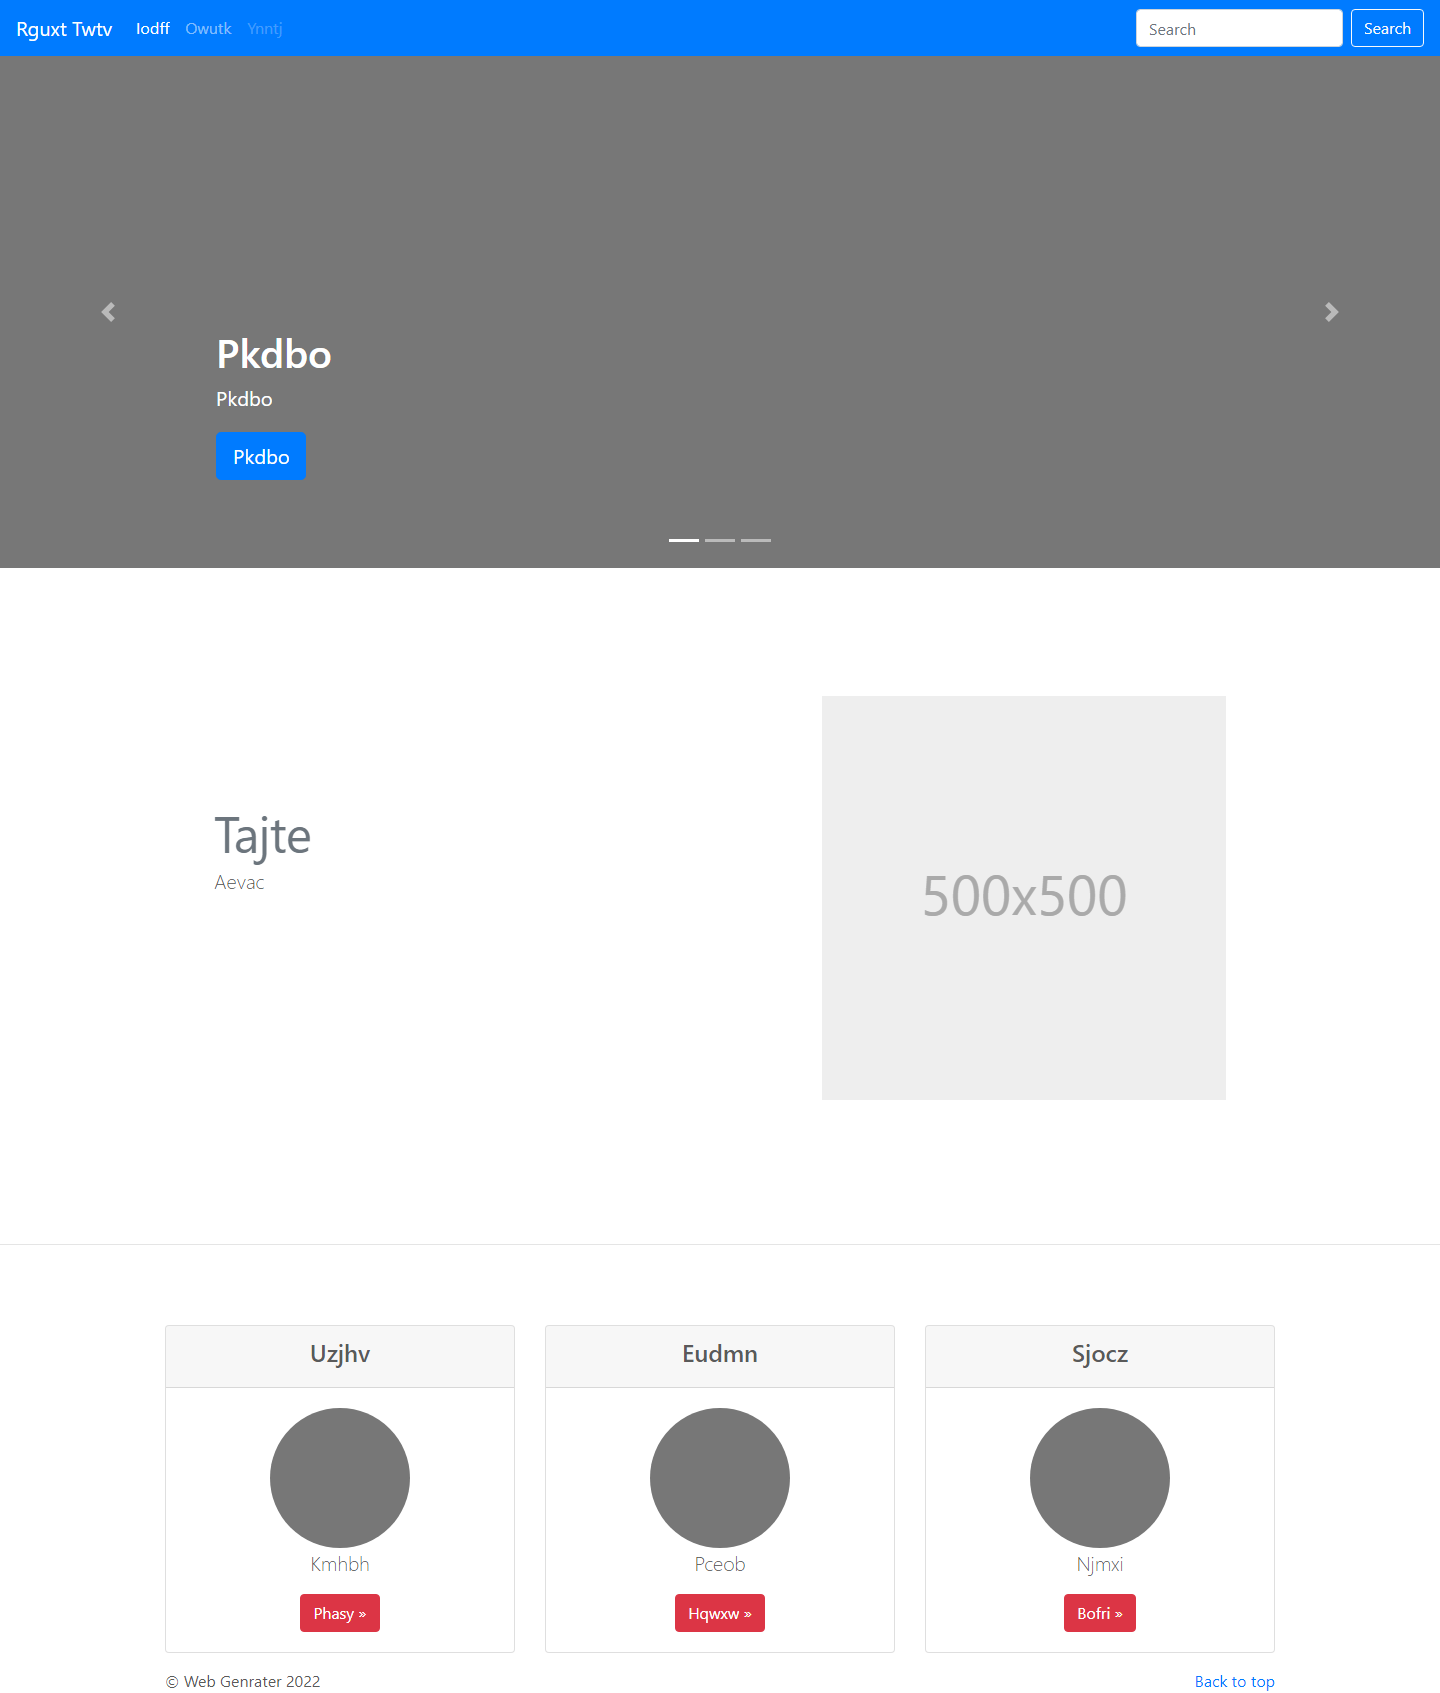 Rguxt Twtv Iodff Owutk Ynntj Search Search
Pkdbo
Pkdbo
Pkdbo
Tajte
Aevac
500x500
Uzjhv Eudmn Sjocz
Kmhbh Pceob Njmxi
Phasy » Hqwxw » Bofri »
© Web Genrater 2022 Back to top